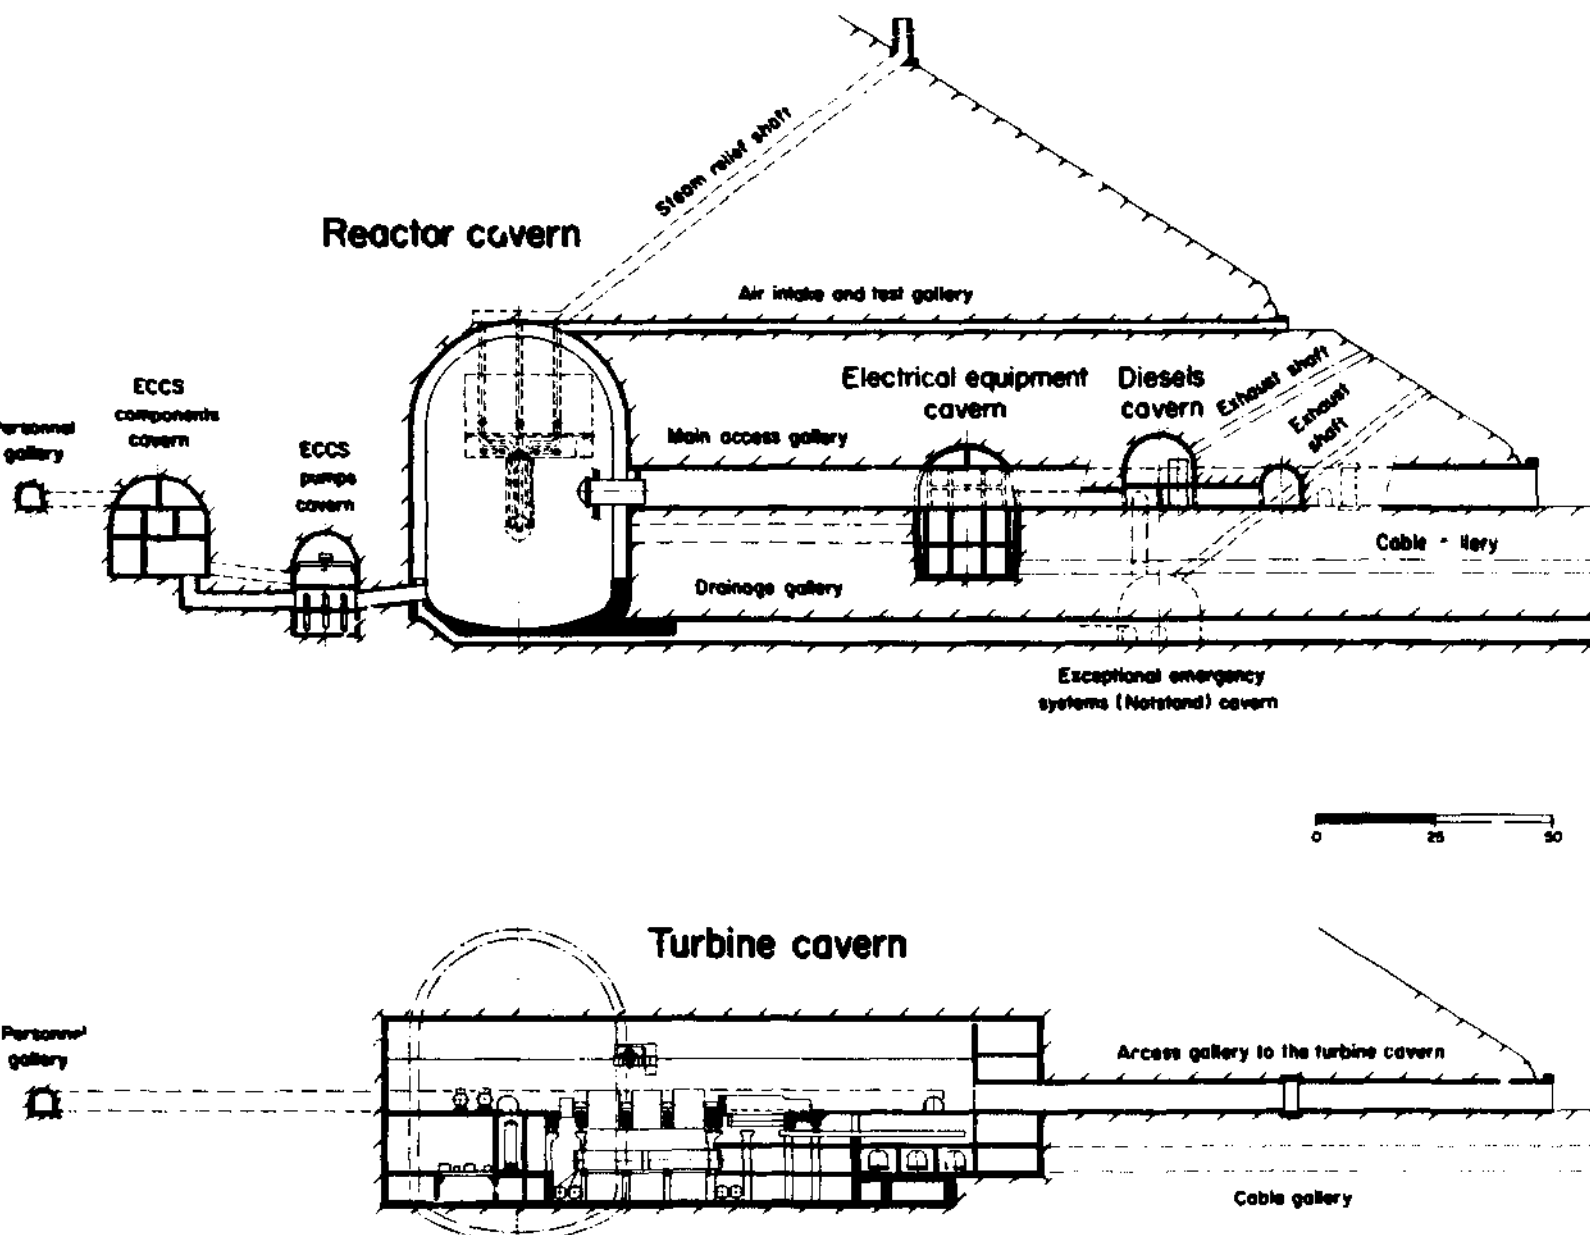 Steam relief shaft
Reactor cavern
Air intake and test gallery
ECCS
components
cavern
Personnel
gallery
ECCS
pumps
cavern
Main access gallery
Electrical equipment
cavern
Diesels
cavern
Exhaust shaft
Exhaust
shaft
Cable
Drainage gallery
Exceptional emergency
systems (Notstand) cavern
0 25 50
Turbine cavern
Personnel
gallery
Access gallery to the turbine cavern
Cable gallery